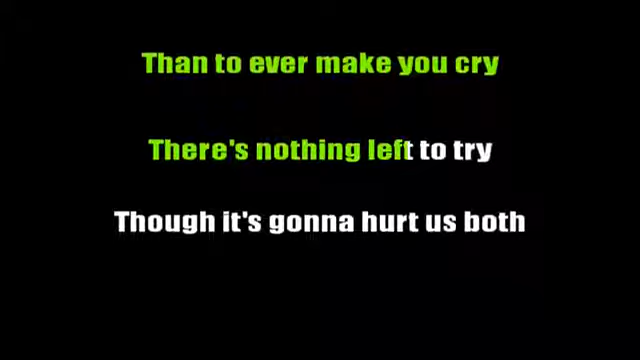 Than to ever make you cry
There's nothing left to try
Though it's gonna hurt us both